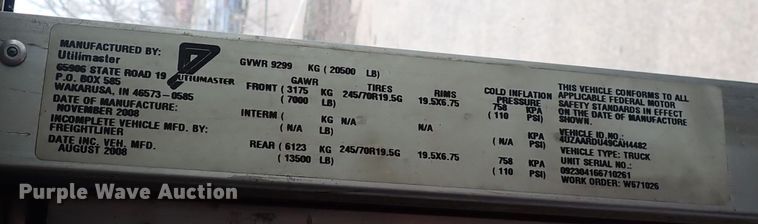 MANUFACTURED BY:
Utilimaster
65906 STATE ROAD 19
P.O. BOX 585
WAKARUSA, IN 46573-0585
DATE OF MANUFACTURE:
NOVEMBER 2008
INCOMPLETE VEHICLE MFD. BY:
FREIGHTLINER
DATE INC. VEH. MFD.
AUGUST 2008
UTILIMASTER
GVWR 9299 KG (20500 LB)
GAWR TIRES RIMS COLD INFLATION PRESSURE
FRONT (3175 KG 245/70R19.5G 19.5X6.75 758 KPA
(7000 LB) (110 PSI)
INTERM ( KG N/A KPA
(N/A LB) N/A (N/A PSI)
REAR (6123 KG 245/70R19.5G 19.5X6.75 758 KPA
(13500 LB) (110 PSI)
THIS VEHICLE CONFORMS TO ALL
APPLICABLE FEDERAL MOTOR
SAFETY STANDARDS IN EFFECT
ON THE DATE OF MANUFACTURE
SHOWN.
VEHICLE ID NO.:
4UZAARDU49CAH4482
VEHICLE TYPE: TRUCK
UNIT SERIAL NO.:
092304166710261
WORK ORDER: W671026
Purple Wave Auction